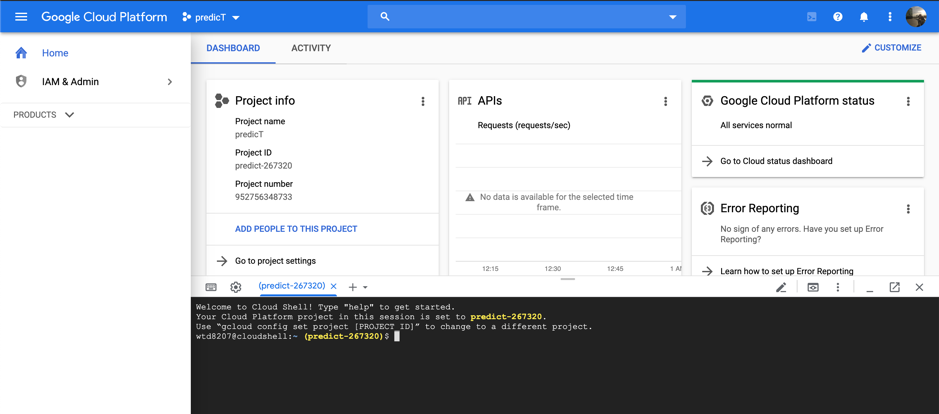 Google Cloud Platform
predicT
Home
IAM & Admin
PRODUCTS
DASHBOARD
ACTIVITY
CUSTOMIZE
Project info
Project name
predicT
Project ID
predict-267320
Project number
952756348733
ADD PEOPLE TO THIS PROJECT
Go to project settings
API APIs
Requests (requests/sec)
No data is available for the selected time
frame.
12:15 12:30 12:45 1 AM
Google Cloud Platform status
All services normal
Go to Cloud status dashboard
Error Reporting
No sign of any errors. Have you set up Error
Reporting?
Learn how to set up Error Reporting
(predict-267320)
Welcome to Cloud Shell! Type "help" to get started.
Your Cloud Platform project in this session is set to predict-267320.
Use “gcloud config set project [PROJECT ID]” to change to a different project.
wtd8207@cloudshell:~ (predict-267320)$